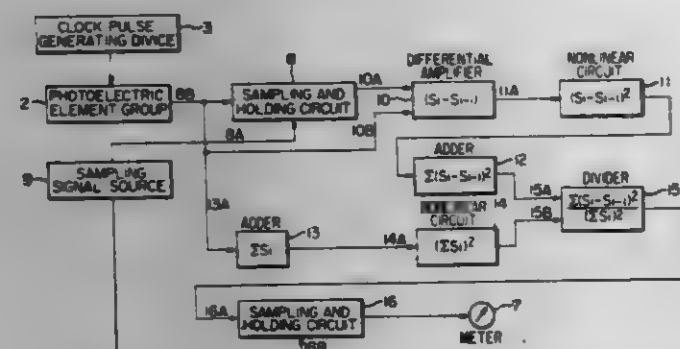 CLOCK PULSE
GENERATING DIVICE
3
2
PHOTOELECTRIC
ELEMENT GROUP
8B
8
SAMPLING AND
HOLDING CIRCUIT
8A
10A
10B
DIFFERENTIAL
AMPLIFIER
10
(Si-Si-1)
11A
NONLINEAR
CIRCUIT
(Si-Si-1)²
11
9
SAMPLING
SIGNAL SOURCE
ADDER
Σ(Si-Si-1)²
12
15A
DIVIDER
Σ(Si-Si-1)²
(ΣSi)²
15
13A
ADDER
ΣSi
13
14A
CIRCUIT
14
(ΣSi)²
15B
16A
SAMPLING AND
HOLDING CIRCUIT
16
7
METER